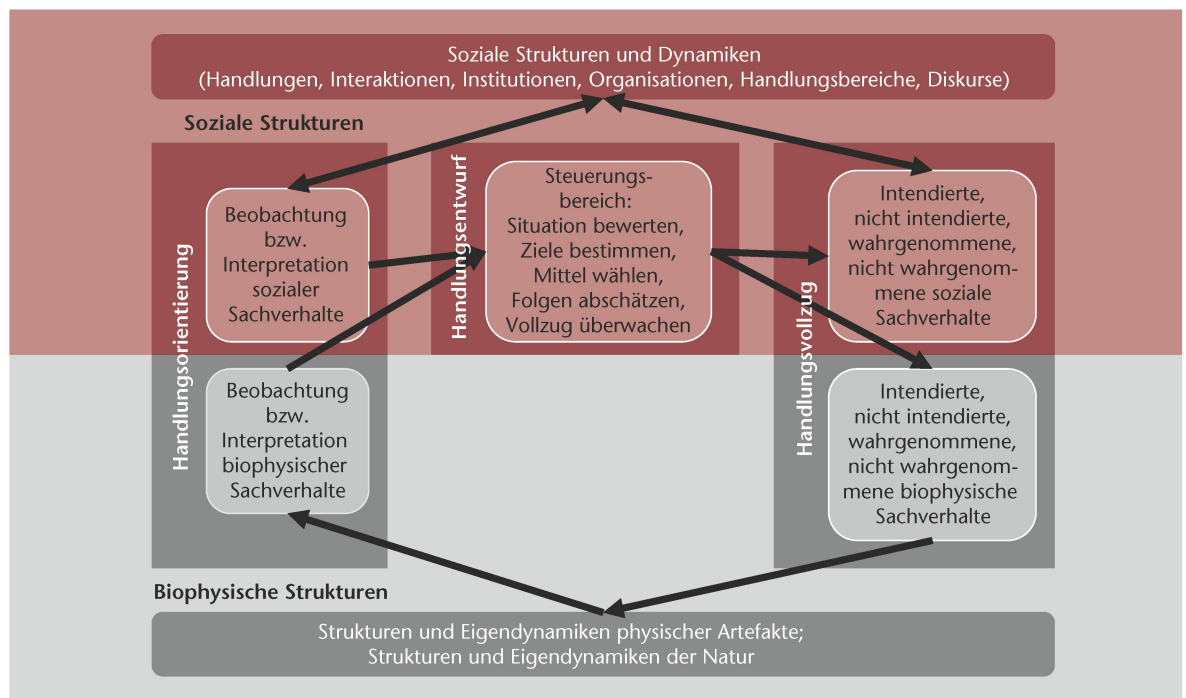 Soziale Strukturen und Dynamiken
(Handlungen, Interaktionen, Institutionen, Organisationen, Handlungsbereiche, Diskurse)
Soziale Strukturen
Handlungsorientierung
Beobachtung
bzw.
Interpretation
sozialer
Sachverhalte
Beobachtung
bzw.
Interpretation
biophysischer
Sachverhalte
Handlungsentwurf
Steuerungs-
bereich:
Situation bewerten,
Ziele bestimmen,
Mittel wählen,
Folgen abschätzen,
Vollzug überwachen
Handlungsvollzug
Intendierte,
nicht intendierte,
wahrgenommene,
nicht wahrgenom-
mene soziale
Sachverhalte
Intendierte,
nicht intendierte,
wahrgenommene,
nicht wahrgenom-
mene biophysische
Sachverhalte
Biophysische Strukturen
Strukturen und Eigendynamiken physischer Artefakte;
Strukturen und Eigendynamiken der Natur